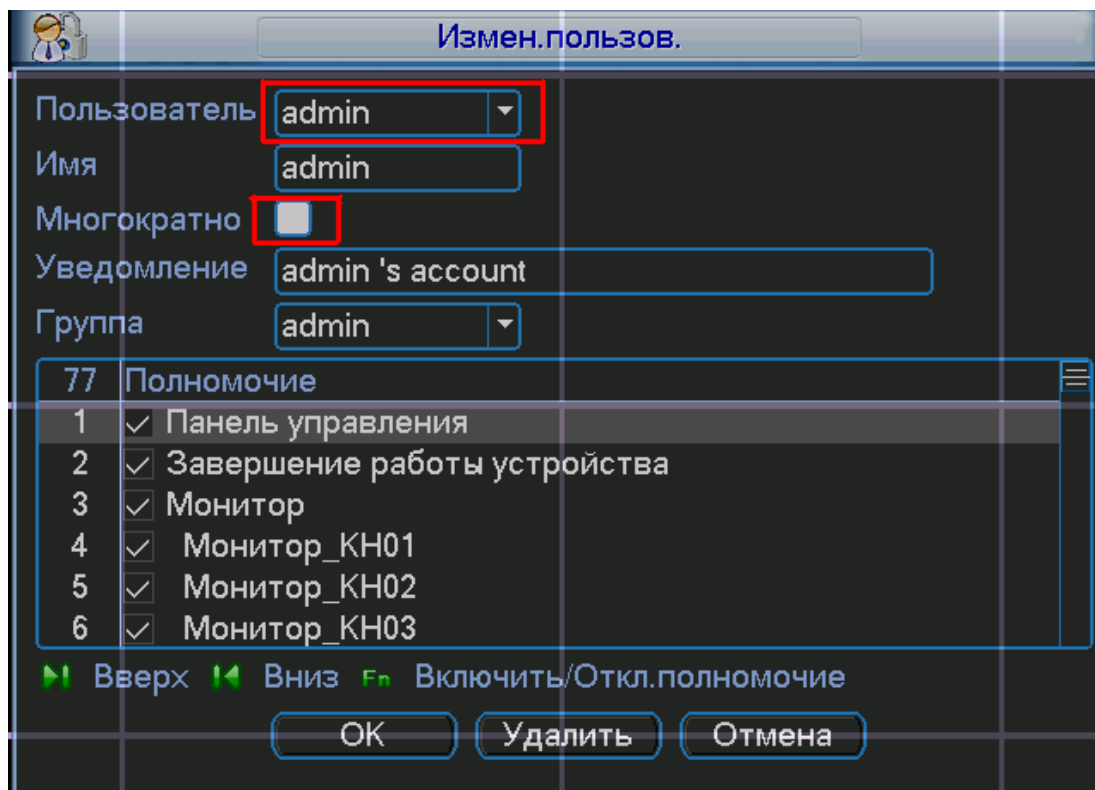 Измен.пользов.
Пользователь admin
Имя admin
Многократно
Уведомление admin 's account
Группа admin
77 Полномочие
1 Панель управления
2 Завершение работы устройства
3 Монитор
4 Монитор_КН01
5 Монитор_КН02
6 Монитор_КН03
Вверх Вниз Fn Включить/Откл.полномочие
OK Удалить Отмена